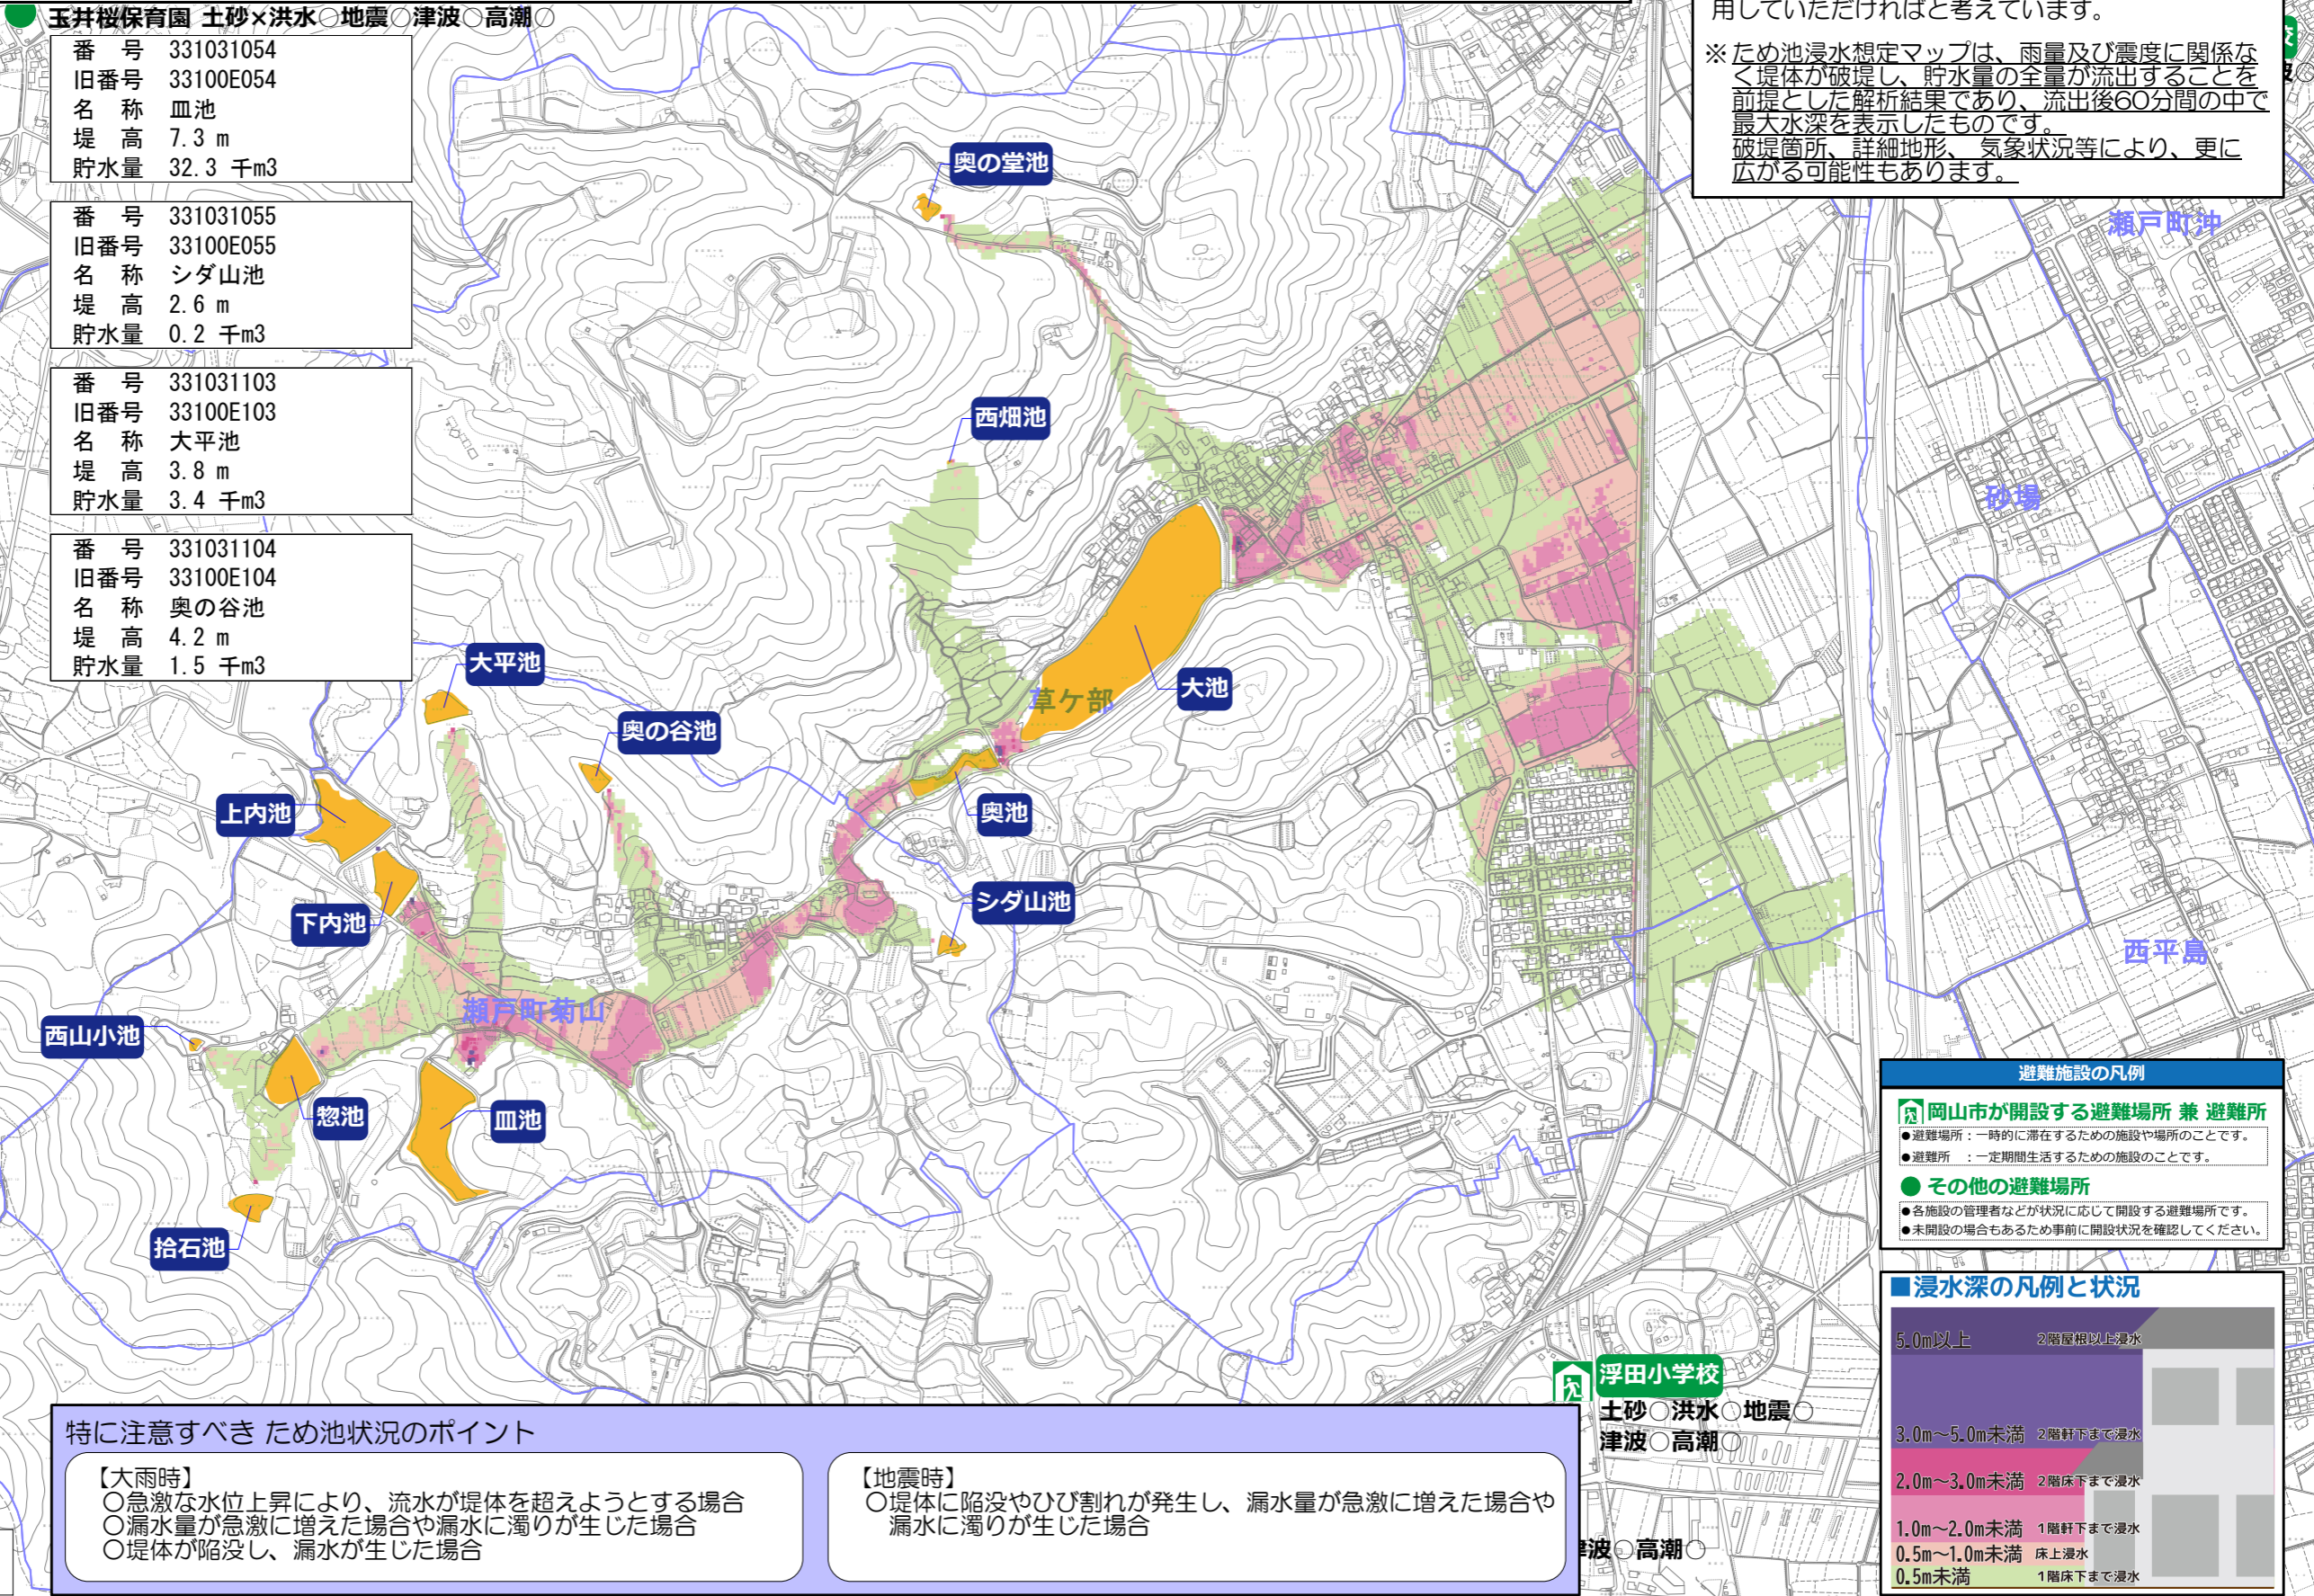 玉井桜保育園 土砂×洪水○地震○津波○高潮○
番　号 331031054
旧番号 33100E054
名　称 皿池
堤　高 7.3 m
貯水量 32.3 千m3
番　号 331031055
旧番号 33100E055
名　称 シダ山池
堤　高 2.6 m
貯水量 0.2 千m3
番　号 331031103
旧番号 33100E103
名　称 大平池
堤　高 3.8 m
貯水量 3.4 千m3
番　号 331031104
旧番号 33100E104
名　称 奥の谷池
堤　高 4.2 m
貯水量 1.5 千m3
用していただければと考えています。
※ため池浸水想定マップは、雨量及び震度に関係な
く堤体が破堤し、貯水量の全量が流出することを
前提とした解析結果であり、流出後60分間の中で
最大水深を表示したものです。
破堤箇所、詳細地形、気象状況等により、更に
広がる可能性もあります。
奥の堂池
瀬戸町沖
西畑池
砂場
大平池
草ケ部
大池
奥の谷池
上内池
奥池
シダ山池
下内池
西平島
瀬戸町菊山
西山小池
惣池
皿池
拾石池
避難施設の凡例
岡山市が開設する避難場所 兼 避難所
●避難場所：一時的に滞在するための施設や場所のことです。
●避難所　：一定期間生活するための施設のことです。
● その他の避難場所
●各施設の管理者などが状況に応じて開設する避難場所です。
●未開設の場合もあるため事前に開設状況を確認してください。
■浸水深の凡例と状況
5.0m以上 2階屋根以上浸水
3.0m～5.0m未満 2階軒下まで浸水
2.0m～3.0m未満 2階床下まで浸水
1.0m～2.0m未満 1階軒下まで浸水
0.5m～1.0m未満 床上浸水
0.5m未満 1階床下まで浸水
浮田小学校
土砂○洪水○地震○
津波○高潮○
波○高潮○
特に注意すべき ため池状況のポイント
【大雨時】
○急激な水位上昇により、流水が堤体を超えようとする場合
○漏水量が急激に増えた場合や漏水に濁りが生じた場合
○堤体が陥没し、漏水が生じた場合
【地震時】
○堤体に陥没やひび割れが発生し、漏水量が急激に増えた場合や
漏水に濁りが生じた場合